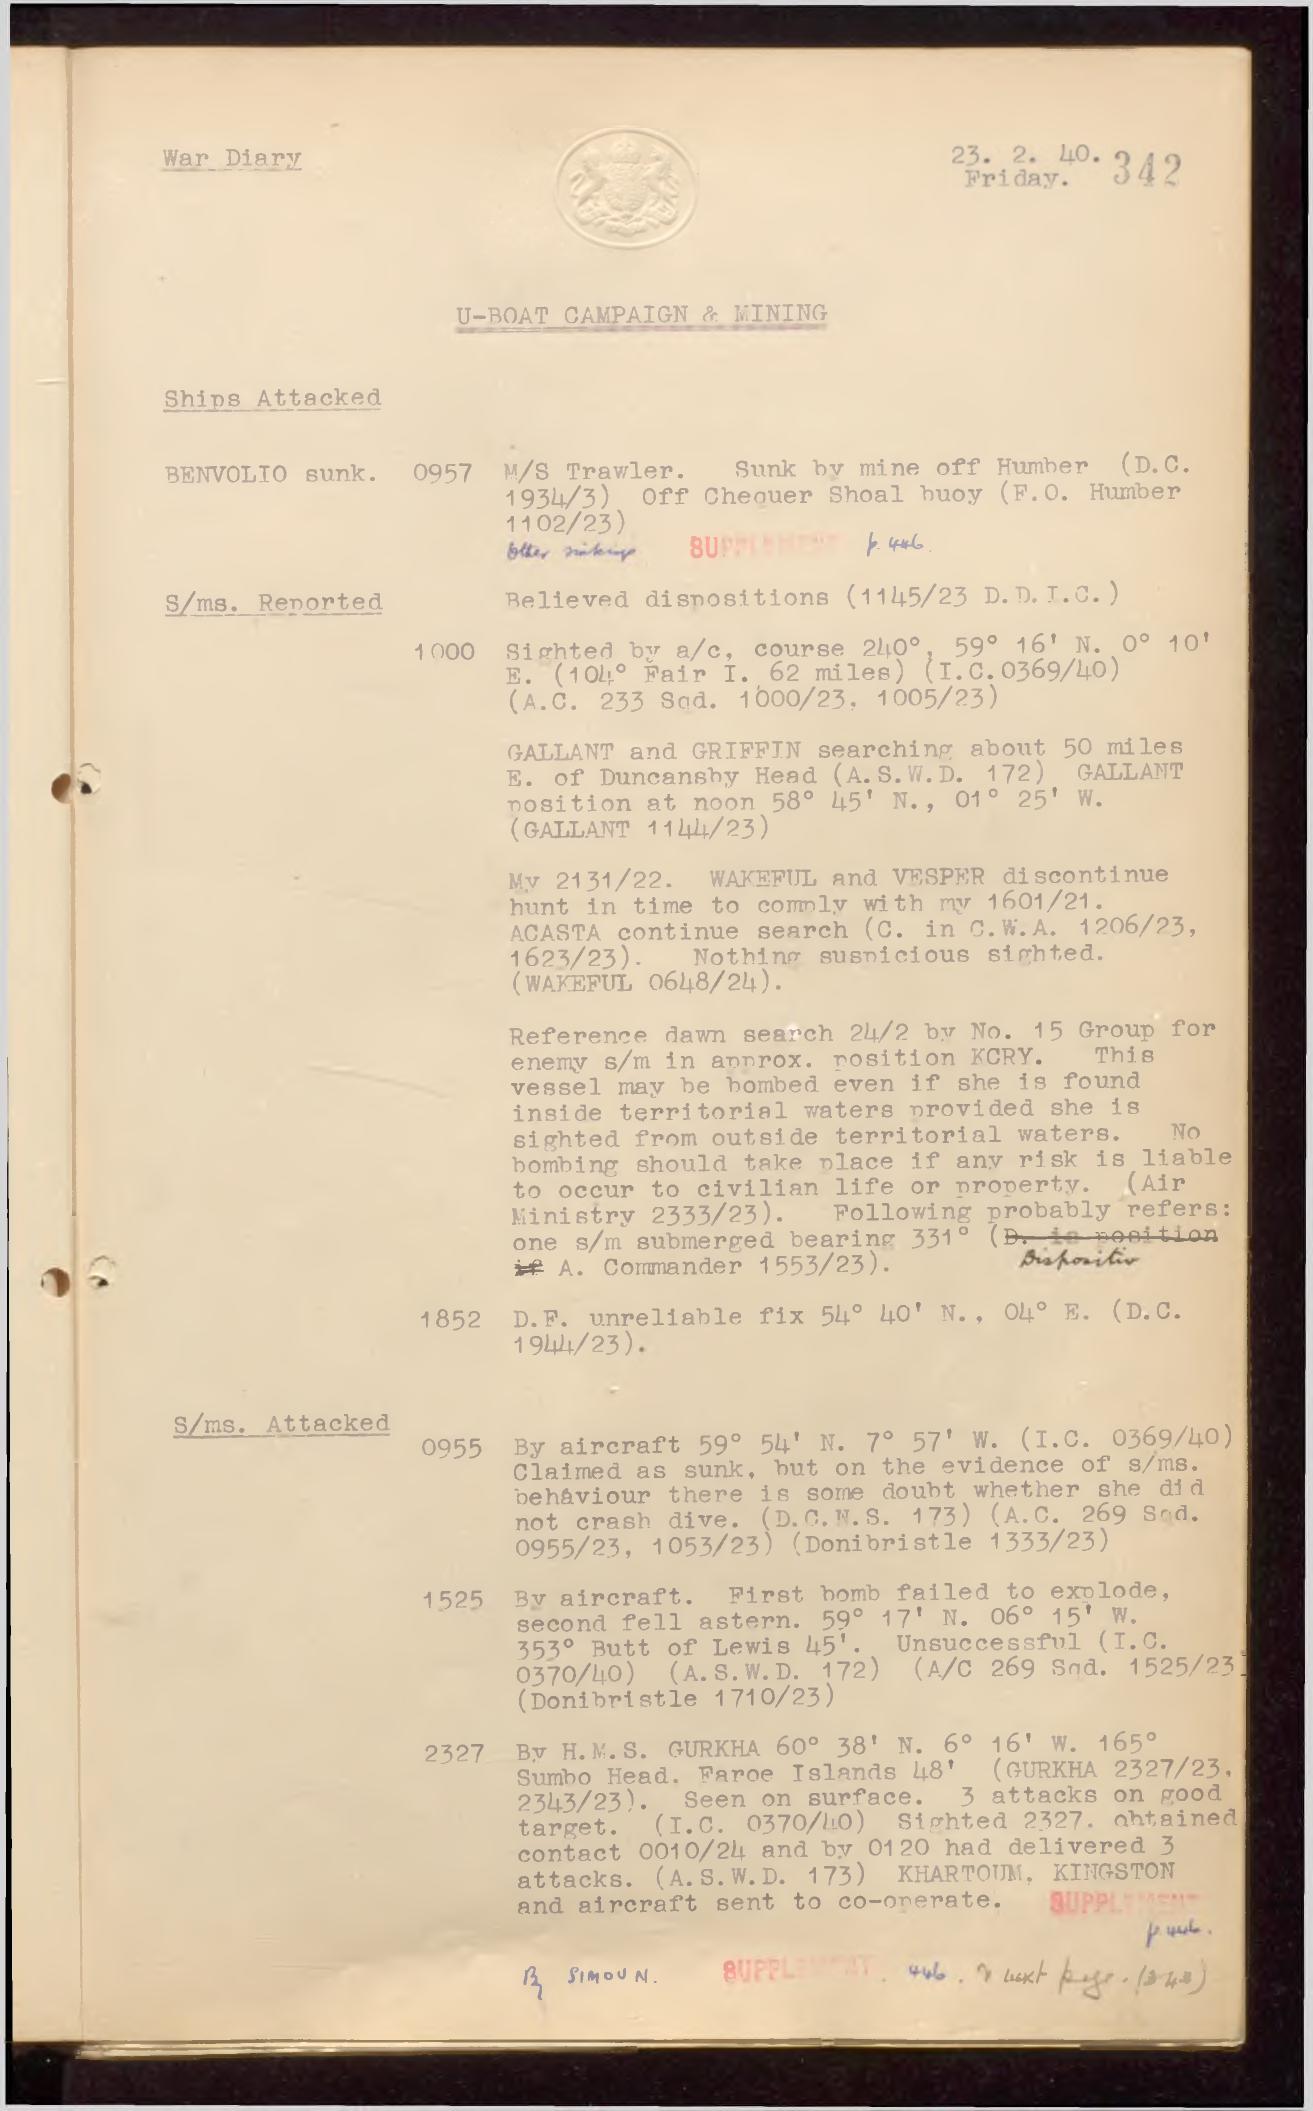 War Diary
23. 2. 40.
Friday.
342
U-BOAT CAMPAIGN & MINING
Ships Attacked
BENVOLIO sunk. 0957 M/S Trawler. Sunk by mine off Humber (D.C.
1934/3) Off Chequer Shoal buoy (F.O. Humber
1102/23)
Other sinkings SUPPLEMENT p. 446.
S/ms. Reported Believed dispositions (1145/23 D.D.I.C.)
1000 Sighted by a/c, course 240°, 59° 16' N. 0° 10'
E. (104° Fair I. 62 miles) (I.C.0369/40)
(A.C. 233 Sqd. 1000/23. 1005/23)
GALLANT and GRIFFIN searching about 50 miles
E. of Duncansby Head (A.S.W.D. 172) GALLANT
position at noon 58° 45' N., 01° 25' W.
(GALLANT 1144/23)
My 2131/22. WAKEFUL and VESPER discontinue
hunt in time to comply with my 1601/21.
ACASTA continue search (C. in C.W.A. 1206/23,
1623/23). Nothing suspicious sighted.
(WAKEFUL 0648/24).
Reference dawn search 24/2 by No. 15 Group for
enemy s/m in approx. position KCRY. This
vessel may be bombed even if she is found
inside territorial waters provided she is
sighted from outside territorial waters. No
bombing should take place if any risk is liable
to occur to civilian life or property. (Air
Ministry 2333/23). Following probably refers:
one s/m submerged bearing 331° (D. is position
if A. Commander 1553/23).
1852 D.F. unreliable fix 54° 40' N., 04° E. (D.C.
1944/23).
S/ms. Attacked
0955 By aircraft 59° 54' N. 7° 57' W. (I.C. 0369/40)
Claimed as sunk, but on the evidence of s/ms.
behaviour there is some doubt whether she did
not crash dive. (D.C.N.S. 173) (A.C. 269 Sqd.
0955/23, 1053/23) (Donibristle 1333/23)
1525 By aircraft. First bomb failed to explode,
second fell astern. 59° 17' N. 06° 15' W.
353° Butt of Lewis 45'. Unsuccessful (I.C.
0370/40) (A.S.W.D. 172) (A/C 269 Sqd. 1525/23)
(Donibristle 1710/23)
2327 By H.M.S. GURKHA 60° 38' N. 6° 16' W. 165°
Sumbo Head. Faroe Islands 48' (GURKHA 2327/23,
2343/23). Seen on surface. 3 attacks on good
target. (I.C. 0370/40) Sighted 2327. obtained
contact 0010/24 and by 0120 had delivered 3
attacks. (A.S.W.D. 173) KHARTOUM, KINGSTON
and aircraft sent to co-operate. SUPPLEMENT
p 446.
By SIMOUN. SUPPLEMENT. 446. & next page. (343)